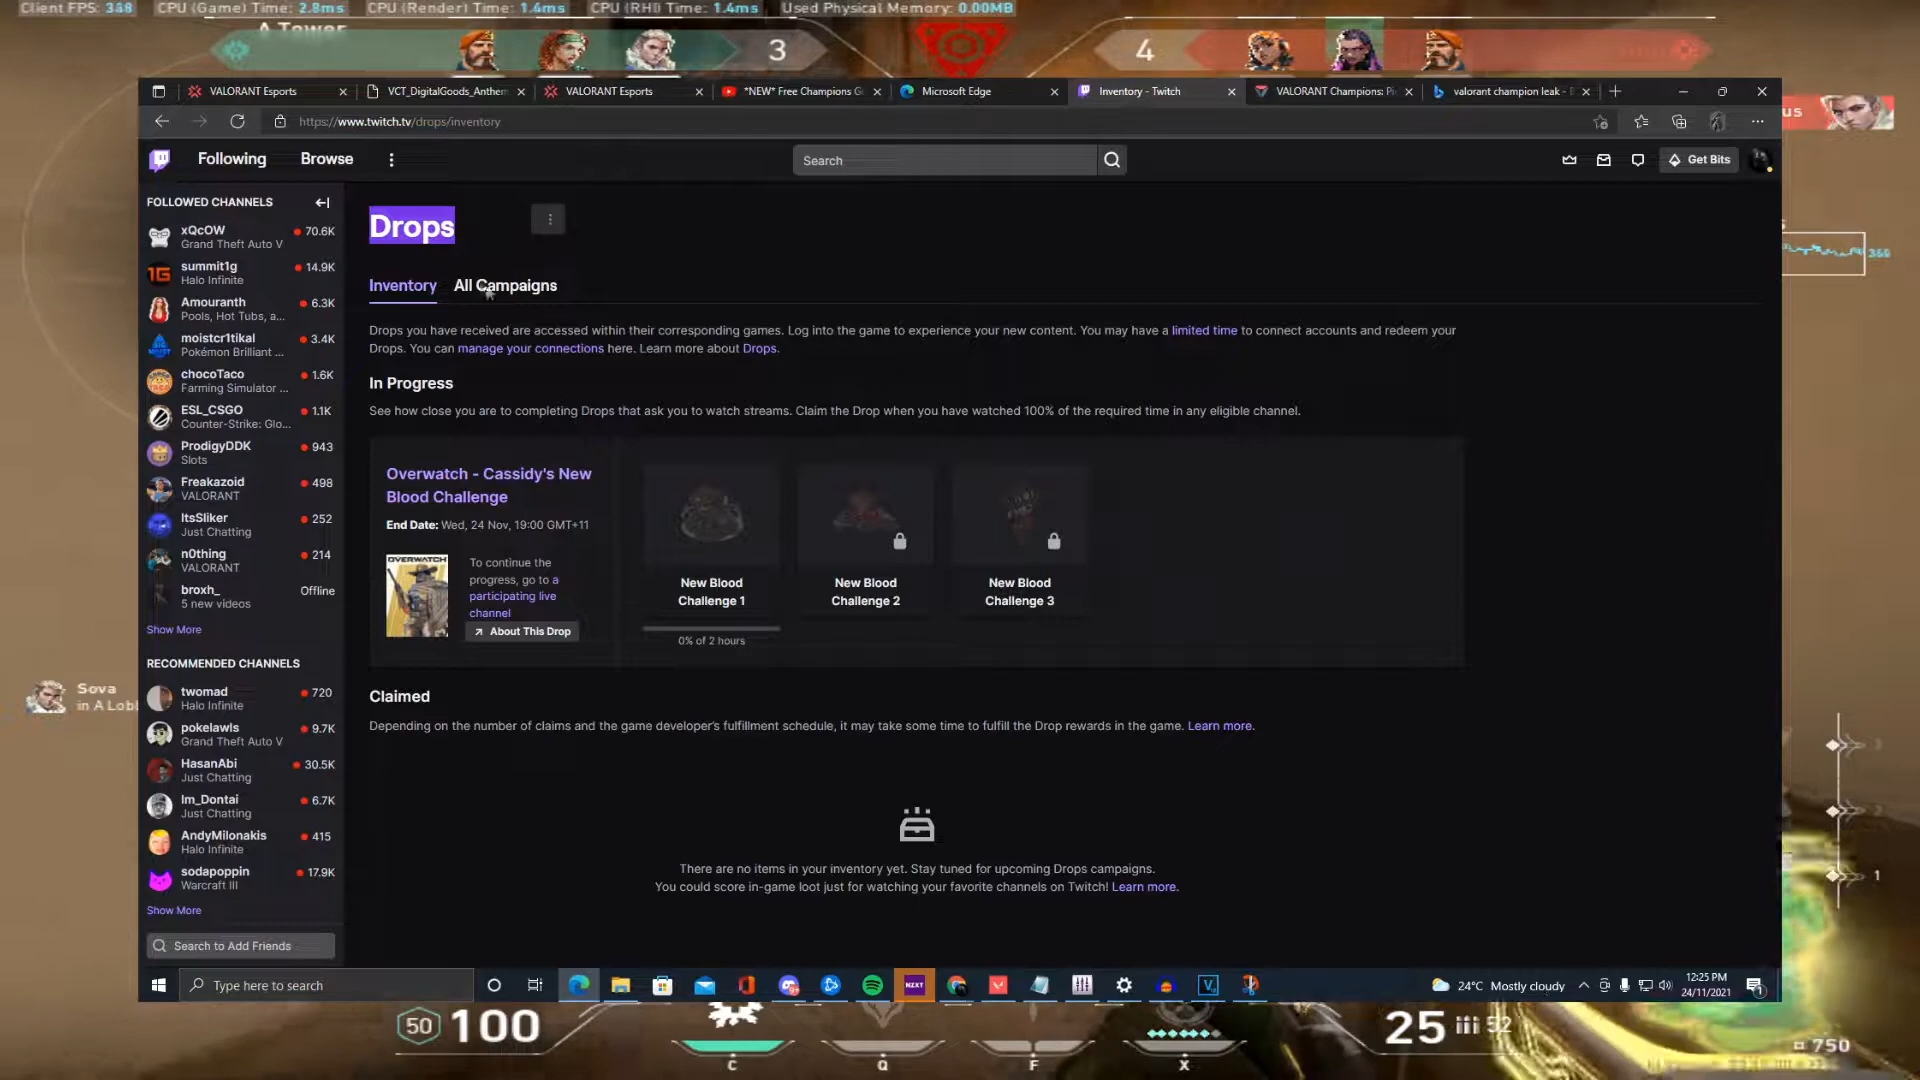 Client FPS: 368 CPU (Game) Time: 2.8ms CPU (Render) Time: 1.4ms CPU (RHI) Time: 1.4ms Used Physical Memory: 0.00MB
A Tower
3
4
VALORANT Esports
VCT_DigitalGoods_Anthem
VALORANT Esports
*NEW* Free Champions G
Microsoft Edge
Inventory - Twitch
VALORANT Champions: Pi
valorant champion leak -
https://www.twitch.tv/drops/inventory
Following
Browse
Search
Get Bits
us
368
FOLLOWED CHANNELS
xQcOW 70.6K
Grand Theft Auto V
summit1g 14.9K
Halo Infinite
Amouranth 6.3K
Pools, Hot Tubs, a...
moistcr1tikal 3.4K
Pokémon Brilliant ...
chocoTaco 1.6K
Farming Simulator ...
ESL_CSGO 1.1K
Counter-Strike: Glo...
ProdigyDDK 943
Slots
Freakazoid 498
VALORANT
ItsSliker 252
Just Chatting
n0thing 214
VALORANT
broxh_ Offline
5 new videos
Show More
RECOMMENDED CHANNELS
twomad 720
Halo Infinite
pokelawls 9.7K
Grand Theft Auto V
HasanAbi 30.5K
Just Chatting
Im_Dontai 6.7K
Just Chatting
AndyMilonakis 415
Halo Infinite
sodapoppin 17.9K
Warcraft III
Show More
Search to Add Friends
Drops
Inventory All Campaigns
Drops you have received are accessed within their corresponding games. Log into the game to experience your new content. You may have a limited time to connect accounts and redeem your
Drops. You can manage your connections here. Learn more about Drops.
In Progress
See how close you are to completing Drops that ask you to watch streams. Claim the Drop when you have watched 100% of the required time in any eligible channel.
Overwatch - Cassidy's New
Blood Challenge
End Date: Wed, 24 Nov, 19:00 GMT+11
OVERWATCH
To continue the
progress, go to a
participating live
channel
About This Drop
New Blood
Challenge 1
0% of 2 hours
New Blood
Challenge 2
New Blood
Challenge 3
Claimed
Depending on the number of claims and the game developer's fulfillment schedule, it may take some time to fulfill the Drop rewards in the game. Learn more.
There are no items in your inventory yet. Stay tuned for upcoming Drops campaigns.
You could score in-game loot just for watching your favorite channels on Twitch! Learn more.
Sova
in A Lob
3
1
Type here to search
NZXT
24°C Mostly cloudy
12:25 PM
24/11/2021
50 100
C Q F X
25 52
750